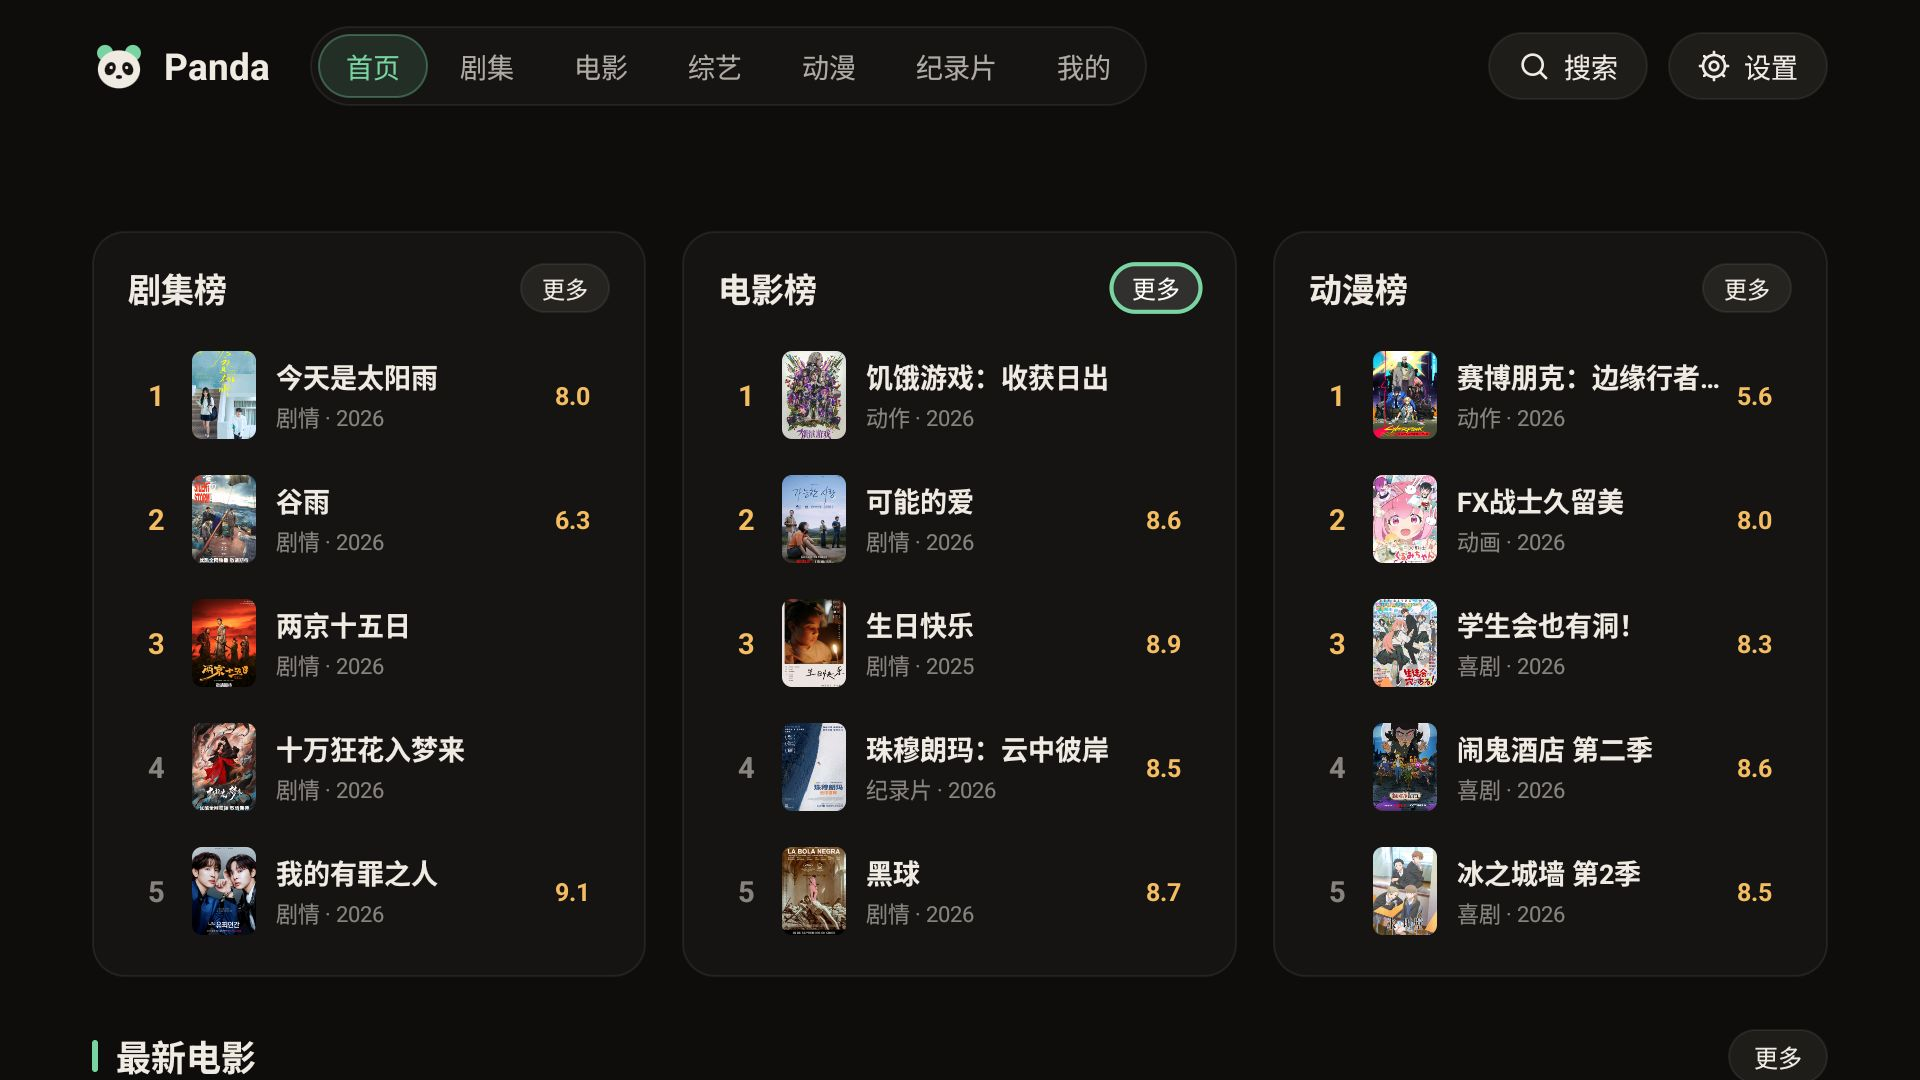 Panda
首页
剧集
电影
综艺
动漫
纪录片
我的
搜索
设置
剧集榜
更多
1
今天是太阳雨
剧情 · 2026
8.0
2
谷雨
剧情 · 2026
6.3
3
两京十五日
剧情 · 2026
4
十万狂花入梦来
剧情 · 2026
5
我的有罪之人
剧情 · 2026
9.1
电影榜
更多
1
饥饿游戏：收获日出
动作 · 2026
2
可能的爱
剧情 · 2026
8.6
3
生日快乐
剧情 · 2025
8.9
4
珠穆朗玛：云中彼岸
纪录片 · 2026
8.5
5
LA BOLA NEGRA
黑球
剧情 · 2026
8.7
动漫榜
更多
1
赛博朋克：边缘行者...
动作 · 2026
5.6
2
FX战士久留美
动画 · 2026
8.0
3
学生会也有洞！
喜剧 · 2026
8.3
4
闹鬼酒店 第二季
喜剧 · 2026
8.6
5
冰之城墙 第2季
喜剧 · 2026
8.5
最新电影
更多